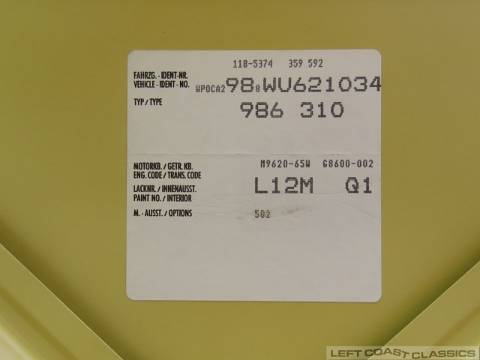 118-5374 359 592
FAHRZG.-IDENT-NR.
VEHICLE-IDENT-NO. WP0CA2988WU621034
TYP/TYPE 986 310
MOTORKB./GETR.KB. M9620-65W G8600-002
ENG.CODE/TRANS.CODE
LACKNR./INNENAUSST. L12M Q1
PAINT NO./INTERIOR
M.-AUSST./OPTIONS 502
LEFT COAST CLASSICS